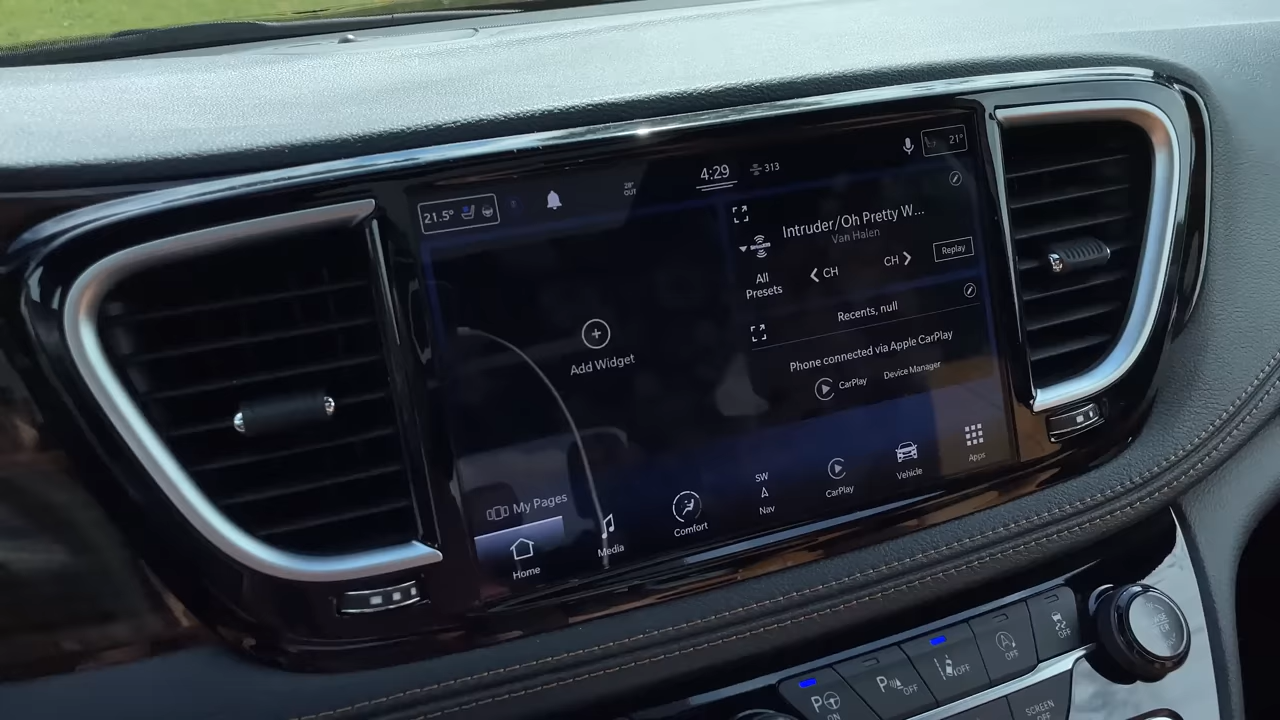 21.5°
28°
OUT
4:29
313
21°
Intruder/Oh Pretty W...
Van Halen
All
Presets
CH
CH
Replay
Recents, null
Add Widget
Phone connected via Apple CarPlay
CarPlay
Device Manager
My Pages
Home
Media
Comfort
SW
Nav
CarPlay
Vehicle
Apps
P ON
P OFF
OFF
A OFF
OFF
SCREEN
OFF